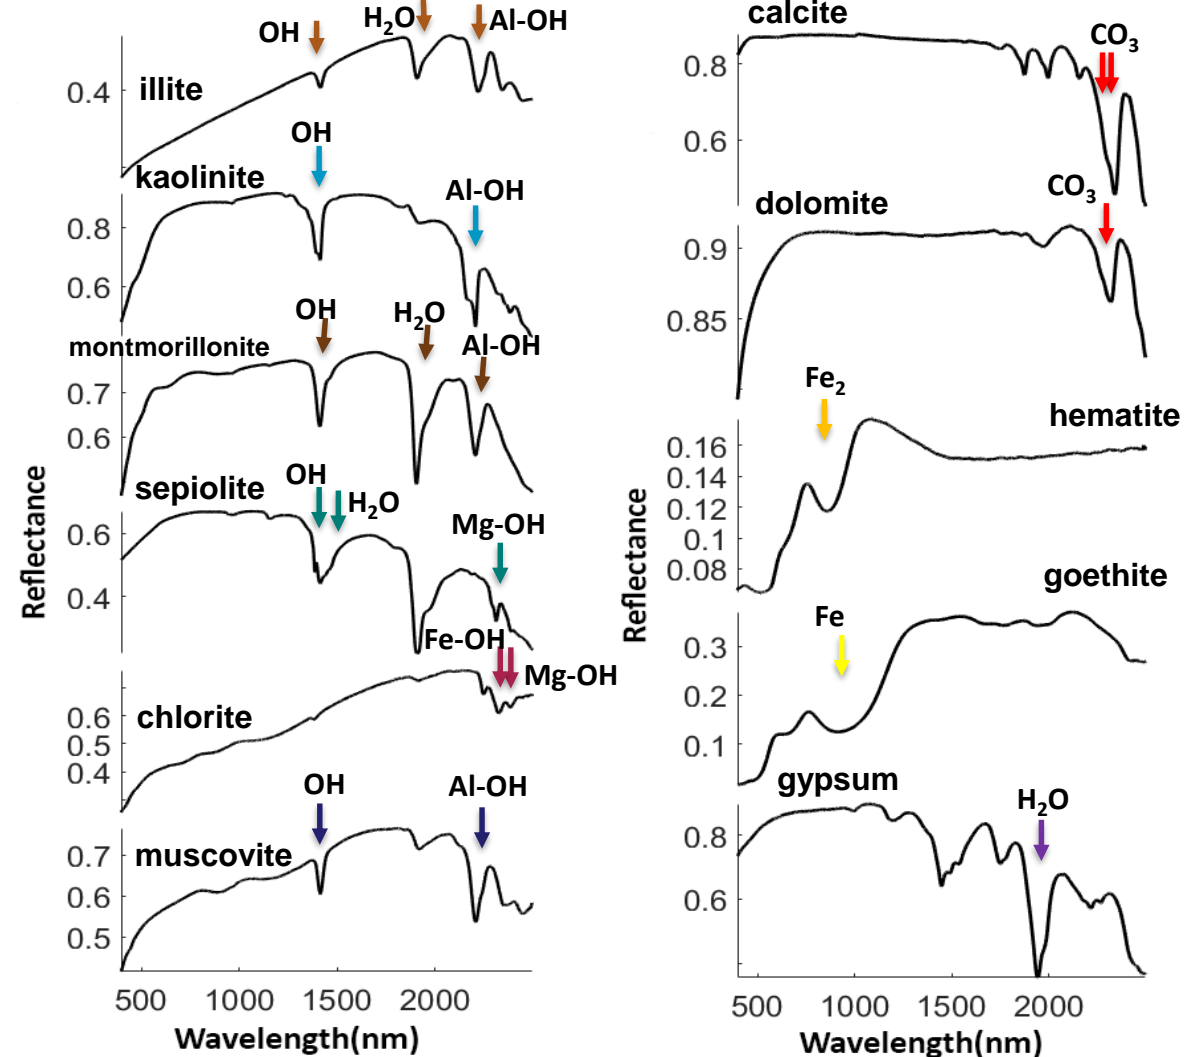 OH
H₂O
Al-OH
illite
0.4
OH
kaolinite
Al-OH
0.8
0.6
OH
H₂O
montmorillonite
Al-OH
0.7
0.6
sepiolite
OH
H₂O
Mg-OH
0.6
0.4
Fe-OH
Mg-OH
chlorite
0.6
0.5
0.4
OH
Al-OH
muscovite
0.7
0.6
0.5
Reflectance
500 1000 1500 2000
Wavelength(nm)
calcite
CO₃
0.8
0.6
CO₃
dolomite
0.9
0.85
Fe₂
hematite
0.16
0.14
0.12
0.1
0.08
goethite
Fe
0.3
0.2
0.1
gypsum
H₂O
0.8
0.6
Reflectance
500 1000 1500 2000
Wavelength(nm)